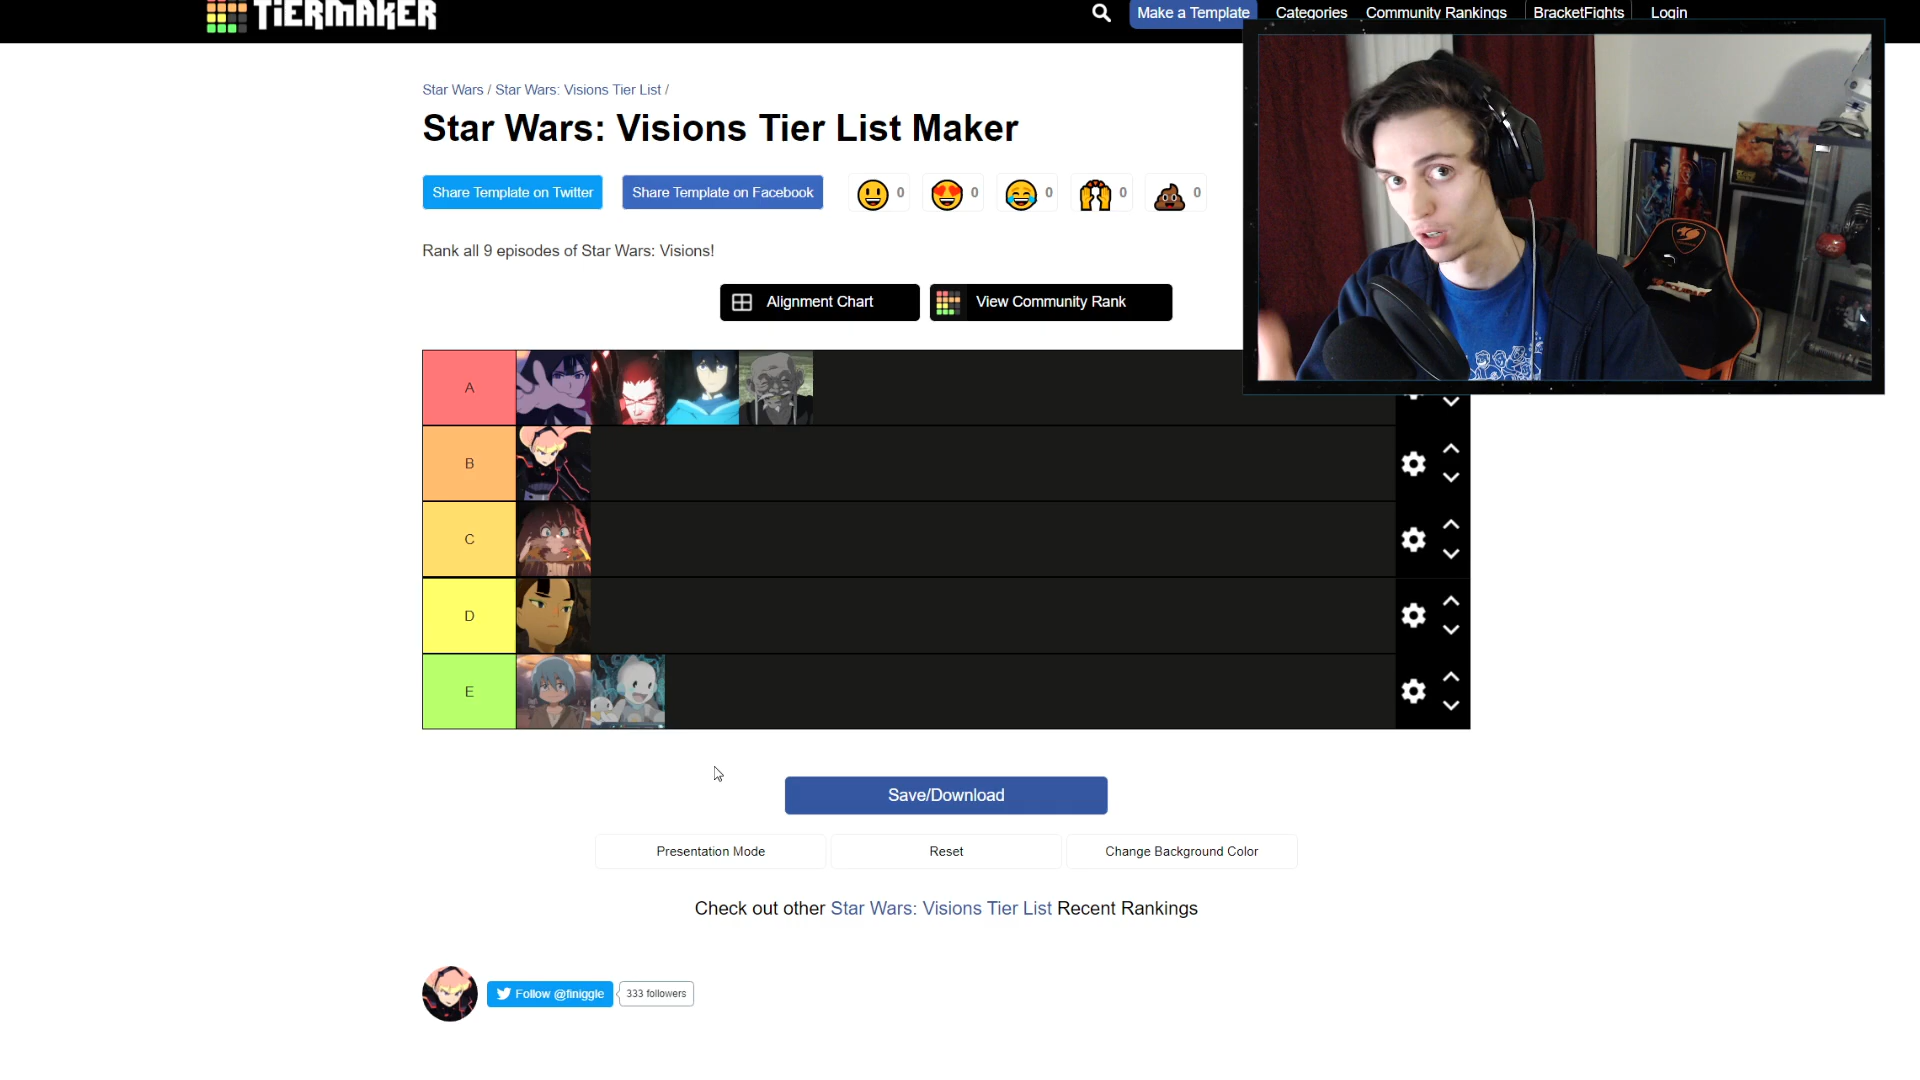 TiERMAKER
Make a Template
Categories
Community Rankings
BracketFights
Login
Star Wars / Star Wars: Visions Tier List /
Star Wars: Visions Tier List Maker
Share Template on Twitter
Share Template on Facebook
0
0
0
0
0
Rank all 9 episodes of Star Wars: Visions!
Alignment Chart
View Community Rank
A
B
C
D
E
Save/Download
Presentation Mode
Reset
Change Background Color
Check out other Star Wars: Visions Tier List Recent Rankings
Follow @finiggle
333 followers